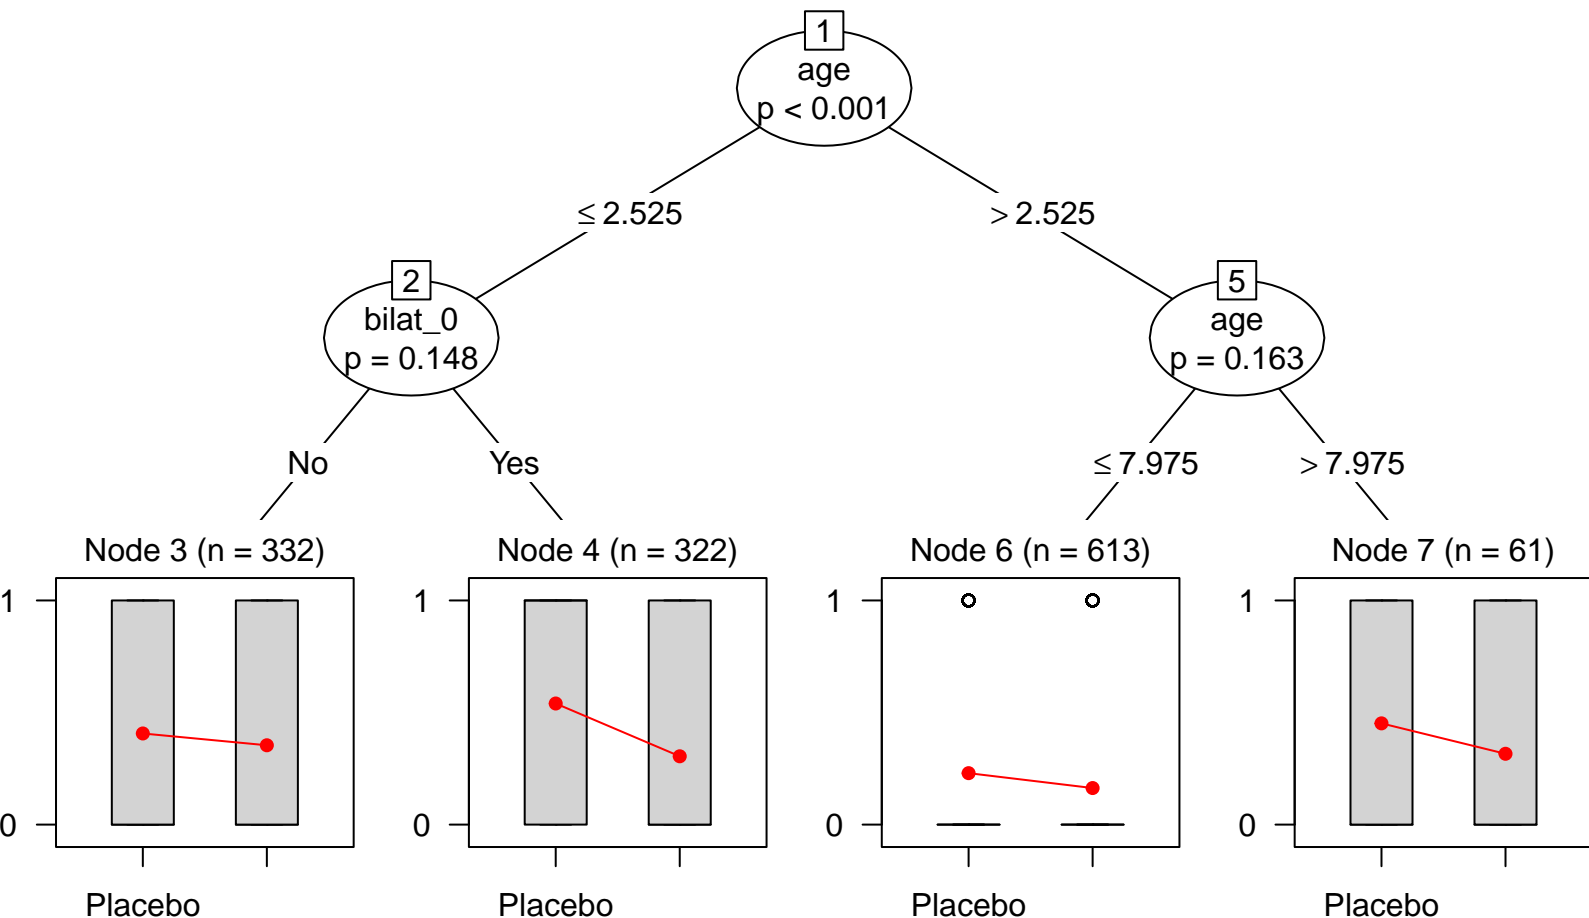 1
age
p < 0.001
≤ 2.525
> 2.525
2
bilat_0
p = 0.148
5
age
p = 0.163
No
Yes
≤ 7.975
> 7.975
Node 3 (n = 332)
Node 4 (n = 322)
Node 6 (n = 613)
Node 7 (n = 61)
1
0
Placebo
1
0
Placebo
1
0
Placebo
1
0
Placebo